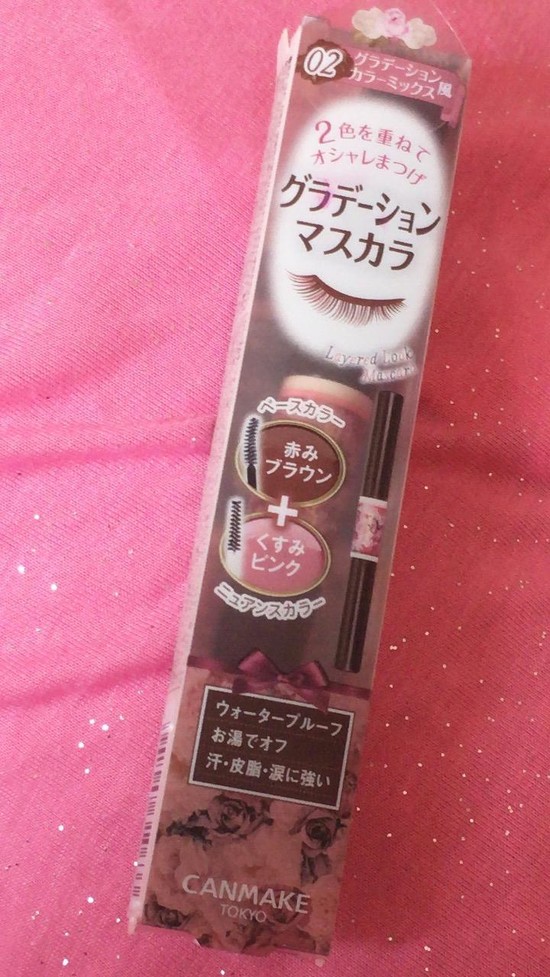 02
グラデーション風
カラーミックス
2色を重ねて
オシャレまつげ
グラデーション
マスカラ
Layered Look
Mascara
ベースカラー
赤み
ブラウン
+
くすみ
ピンク
ニュアンスカラー
ウォータープルーフ
お湯でオフ
汗・皮脂・涙に強い
CANMAKE
TOKYO